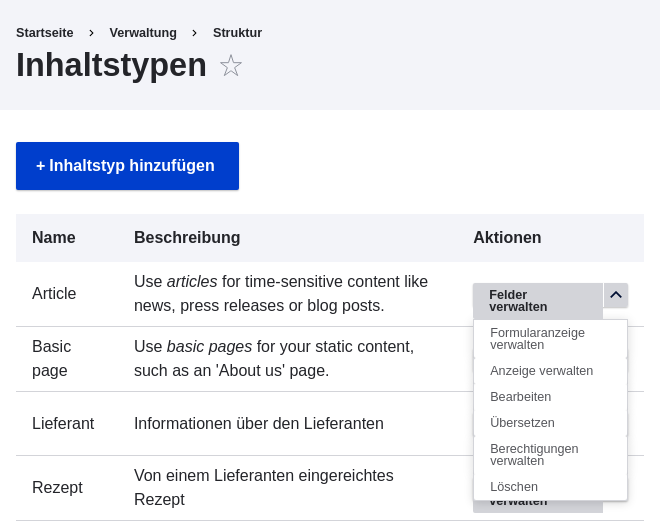 Startseite › Verwaltung › Struktur
Inhaltstypen ☆
+ Inhaltstyp hinzufügen
Name Beschreibung Aktionen
Article
Use articles for time-sensitive content like
news, press releases or blog posts.
Felder
verwalten
Formularanzeige
verwalten
Anzeige verwalten
Bearbeiten
Übersetzen
Berechtigungen
verwalten
Löschen
Basic
page
Use basic pages for your static content,
such as an 'About us' page.
Lieferant
Informationen über den Lieferanten
Rezept
Von einem Lieferanten eingereichtes
Rezept
verwalten